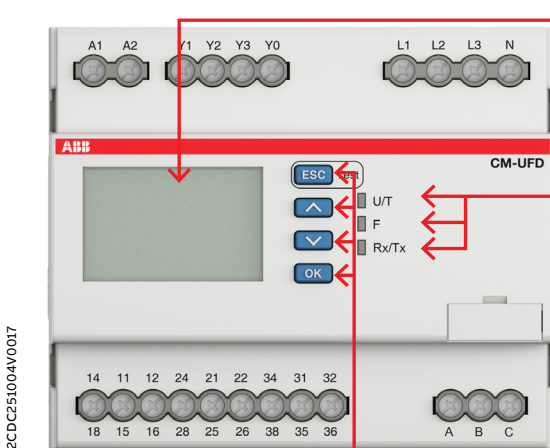 A1 A2 Y1 Y2 Y3 Y0 L1 L2 L3 N
ABB
CM-UFD
ESC Test
U/T
F
Rx/Tx
OK
14 11 12 24 21 22 34 31 32
18 15 16 28 25 26 38 35 36
A B C
2CDC251004V0017